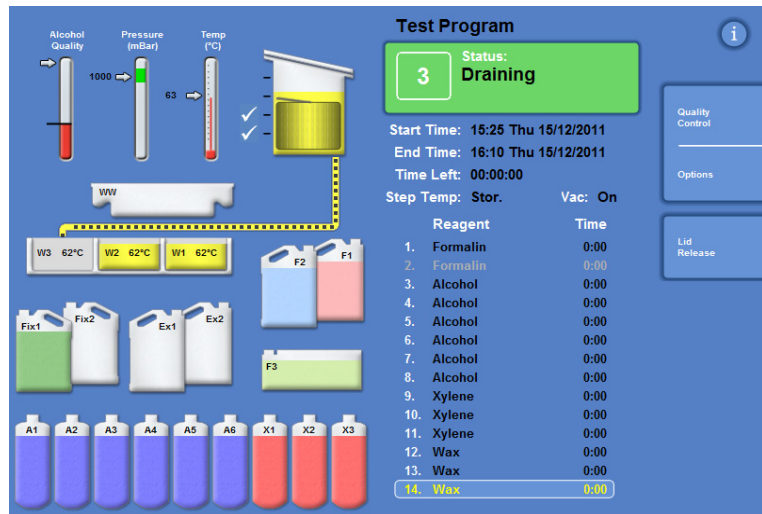 Alcohol
Quality
Pressure
(mBar)
Temp
(°C)
1000
63
WW
W3 62°C
W2 62°C
W1 62°C
F2
F1
Fix1
Fix2
Ex1
Ex2
F3
A1
A2
A3
A4
A5
A6
X1
X2
X3
Test Program
3
Status:
Draining
Start Time: 15:25 Thu 15/12/2011
End Time: 16:10 Thu 15/12/2011
Time Left: 00:00:00
Step Temp: Stor. Vac: On
Reagent Time
1. Formalin 0:00
2. Formalin 0:00
3. Alcohol 0:00
4. Alcohol 0:00
5. Alcohol 0:00
6. Alcohol 0:00
7. Alcohol 0:00
8. Alcohol 0:00
9. Xylene 0:00
10. Xylene 0:00
11. Xylene 0:00
12. Wax 0:00
13. Wax 0:00
14. Wax 0:00
i
Quality
Control
Options
Lid
Release